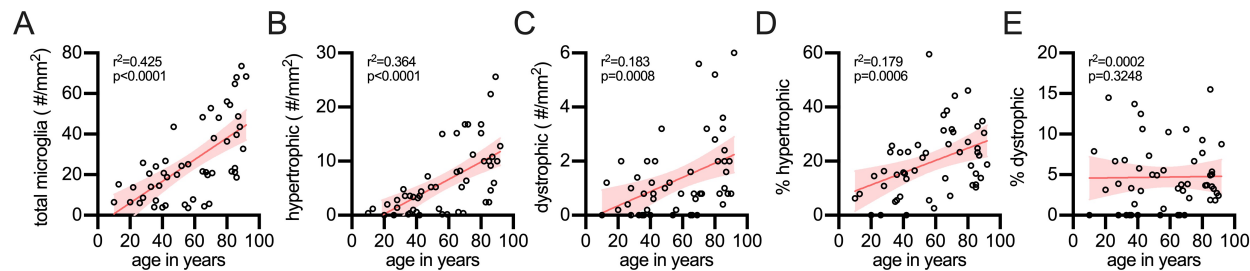 A
total microglia ( #/mm²)
80
60
40
20
0
r²=0.425
p<0.0001
0 20 40 60 80 100
age in years
B
hypertrophic (#/mm²)
30
20
10
0
r²=0.364
p<0.0001
0 20 40 60 80 100
age in years
C
dystrophic (#/mm²)
6
4
2
0
r²=0.183
p=0.0008
0 20 40 60 80 100
age in years
D
% hypertrophic
60
40
20
0
r²=0.179
p=0.0006
0 20 40 60 80 100
age in years
E
% dystrophic
20
15
10
5
0
r²=0.0002
p=0.3248
0 20 40 60 80 100
age in years